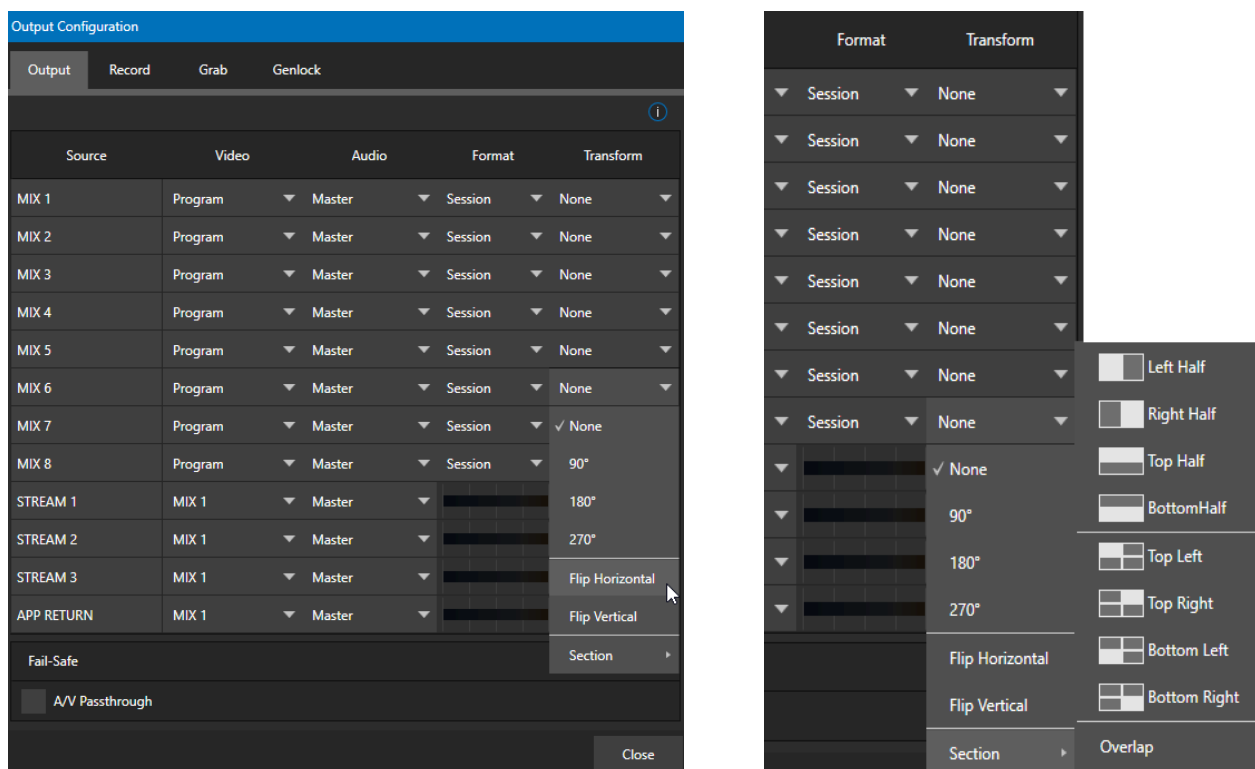 Output Configuration
Output Record Grab Genlock
i
Source Video Audio Format Transform
MIX 1 Program Master Session None
MIX 2 Program Master Session None
MIX 3 Program Master Session None
MIX 4 Program Master Session None
MIX 5 Program Master Session None
MIX 6 Program Master Session None
MIX 7 Program Master Session ✓ None
MIX 8 Program Master Session 90°
STREAM 1 MIX 1 Master 180°
STREAM 2 MIX 1 Master 270°
STREAM 3 MIX 1 Master Flip Horizontal
APP RETURN MIX 1 Master Flip Vertical
Fail-Safe Section
A/V Passthrough
Close
Format Transform
Session None
Session None
Session None
Session None
Session None
Session None
Session None
Session None
✓ None
90°
180°
270°
Flip Horizontal
Flip Vertical
Section
Left Half
Right Half
Top Half
BottomHalf
Top Left
Top Right
Bottom Left
Bottom Right
Overlap